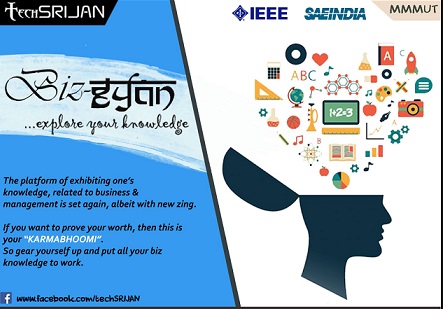 techSRIJAN
IEEE
SAEINDIA
MMMUT
Biz-gyan
...explore your knowledge
ABC
1+2=3
The platform of exhibiting one's
knowledge, related to business &
management is set again, albeit with new zing.
If you want to prove your worth, then this is
your "KARMABHOOMI".
So gear yourself up and put all your biz
knowledge to work.
f www.facebook.com/techSRIJAN